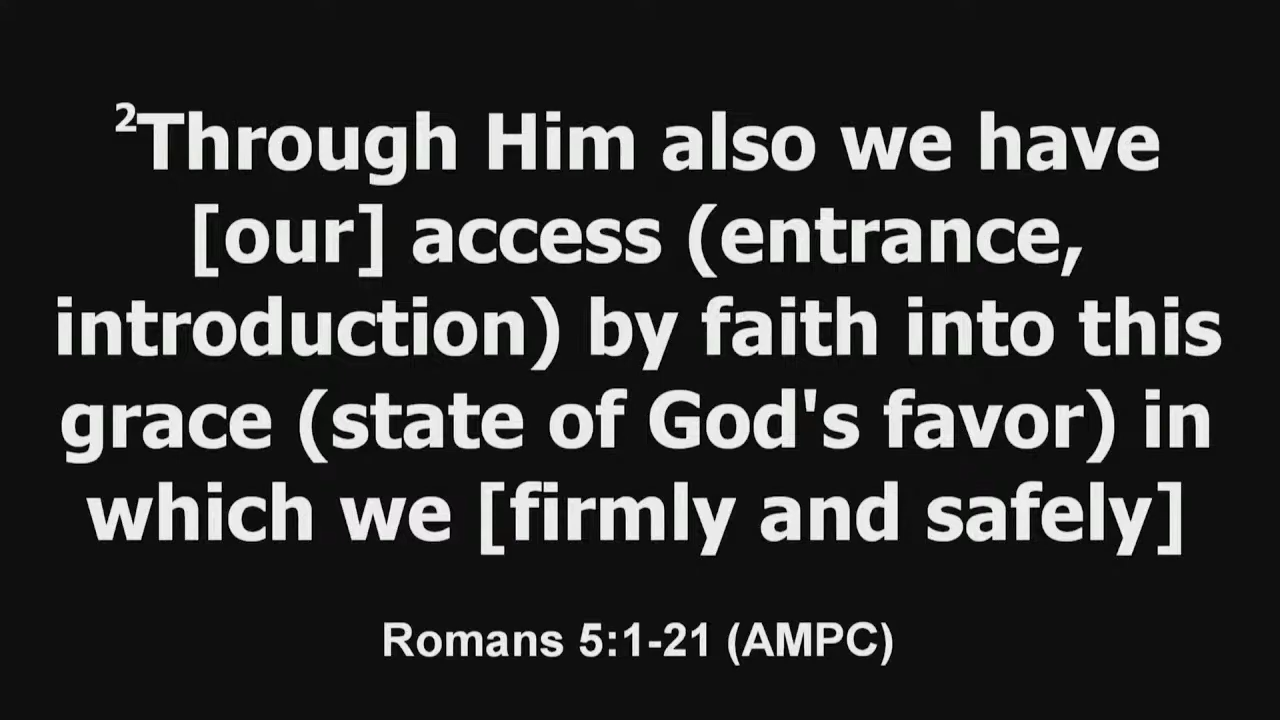 ²Through Him also we have
[our] access (entrance,
introduction) by faith into this
grace (state of God's favor) in
which we [firmly and safely]
Romans 5:1-21 (AMPC)